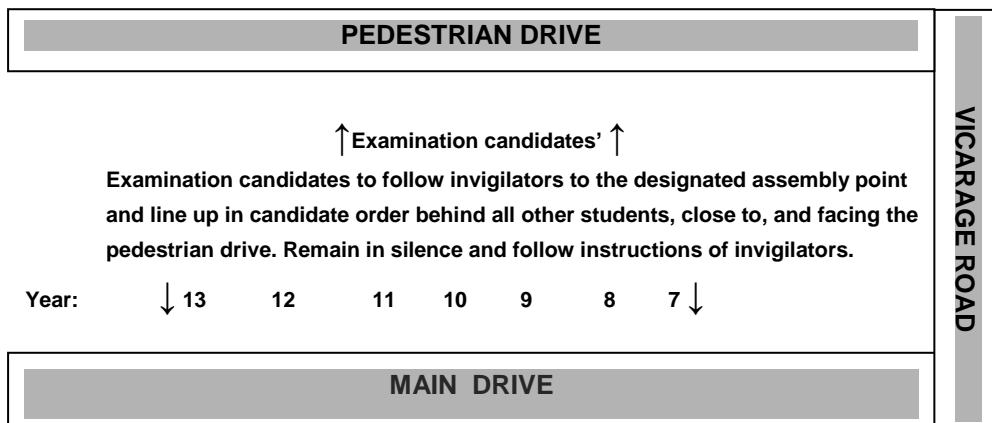 PEDESTRIAN DRIVE
↑Examination candidates’ ↑
Examination candidates to follow invigilators to the designated assembly point
and line up in candidate order behind all other students, close to, and facing the
pedestrian drive. Remain in silence and follow instructions of invigilators.
Year: ↓ 13 12 11 10 9 8 7 ↓
MAIN DRIVE
VICARAGE ROAD